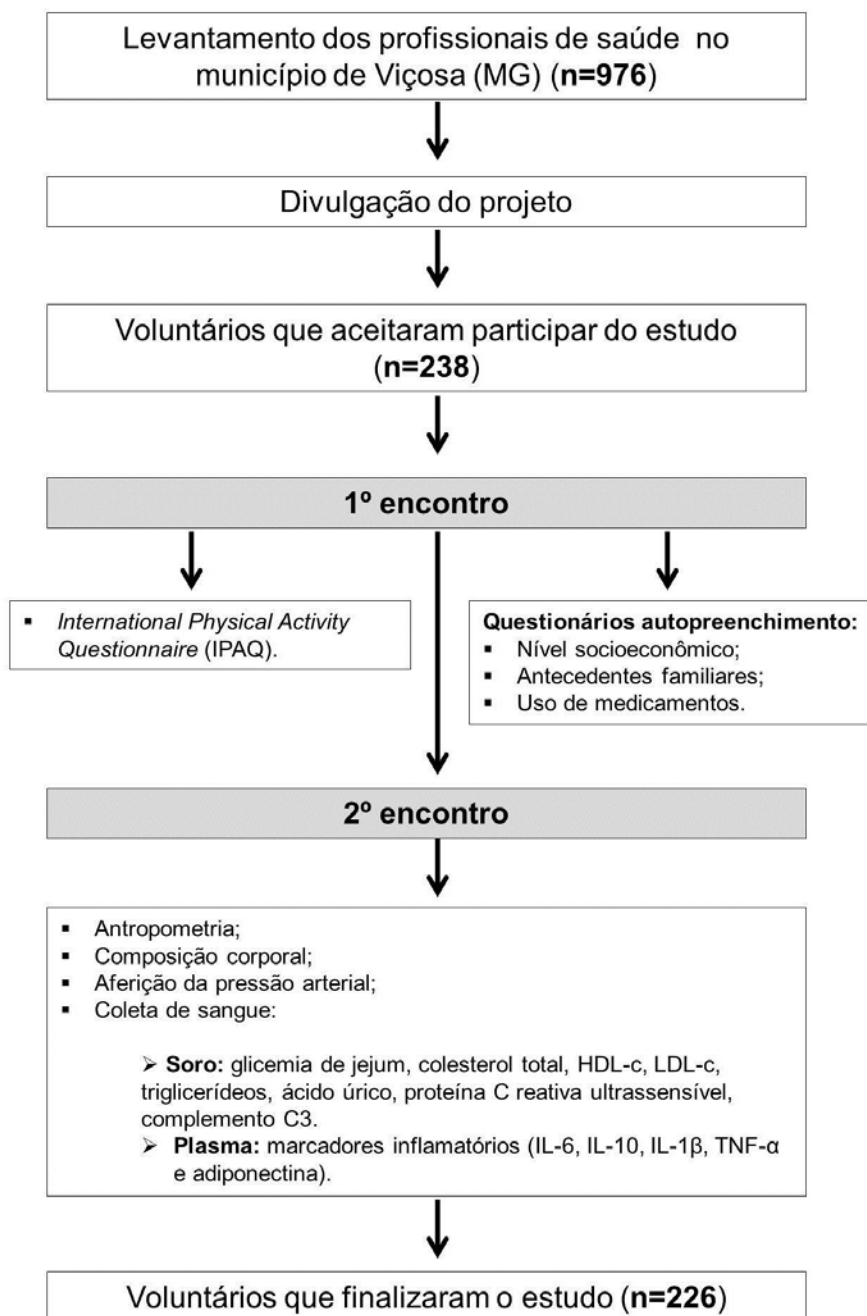 Levantamento dos profissionais de saúde no
município de Viçosa (MG) (n=976)
Divulgação do projeto
Voluntários que aceitaram participar do estudo
(n=238)
1º encontro
▪ International Physical Activity
Questionnaire (IPAQ).
Questionários autopreenchimento:
▪ Nível socioeconômico;
▪ Antecedentes familiares;
▪ Uso de medicamentos.
2º encontro
▪ Antropometria;
▪ Composição corporal;
▪ Aferição da pressão arterial;
▪ Coleta de sangue:
➢ Soro: glicemia de jejum, colesterol total, HDL-c, LDL-c,
triglicerídeos, ácido úrico, proteína C reativa ultrassensível,
complemento C3.
➢ Plasma: marcadores inflamatórios (IL-6, IL-10, IL-1β, TNF-α
e adiponectina).
Voluntários que finalizaram o estudo (n=226)